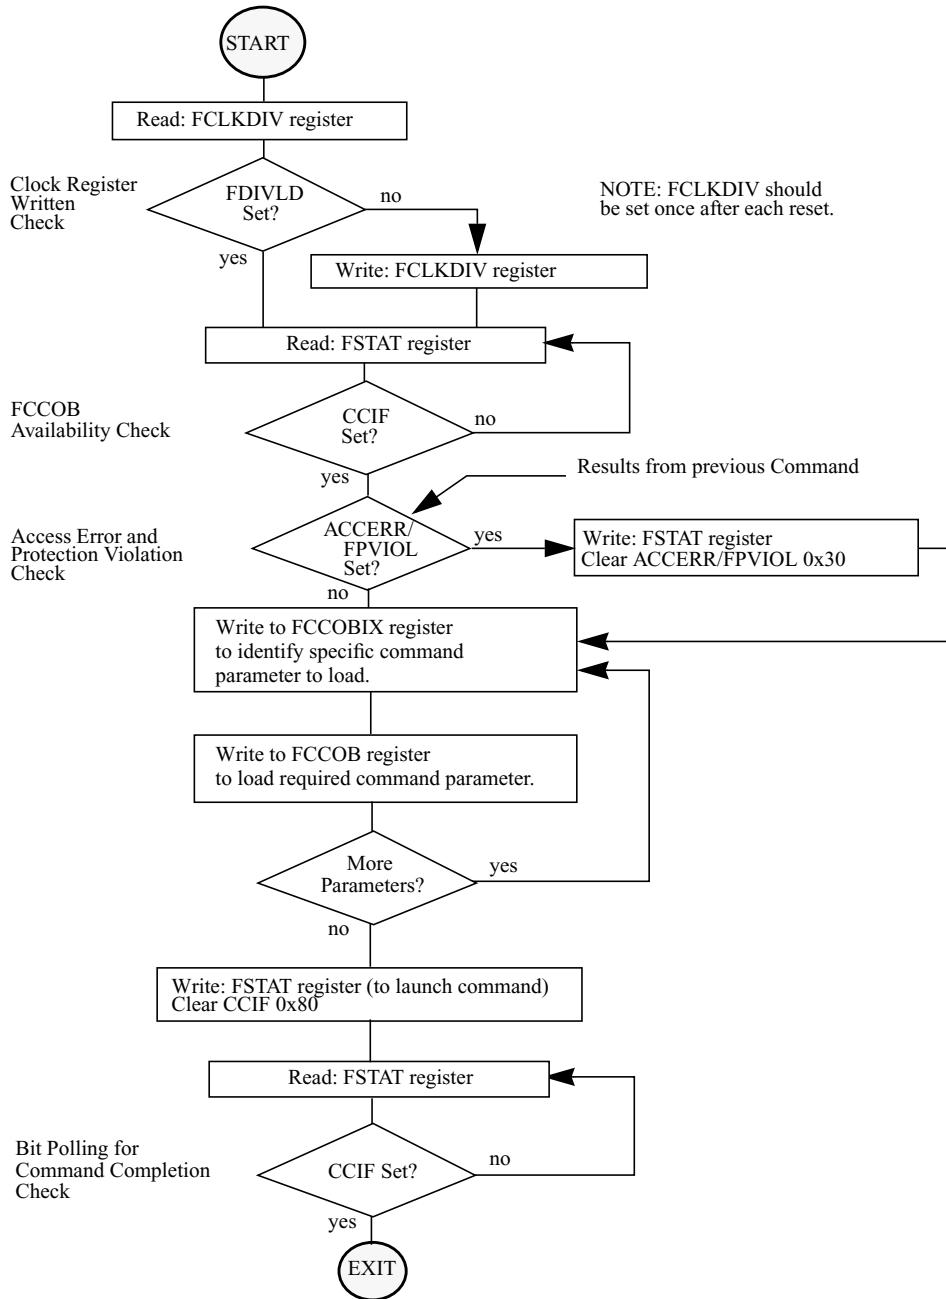 START
Read: FCLKDIV register
Clock Register
Written
Check
FDIVLD
Set?
no
yes
NOTE: FCLKDIV should
be set once after each reset.
Write: FCLKDIV register
Read: FSTAT register
FCCOB
Availability Check
CCIF
Set?
no
yes
Results from previous Command
Access Error and
Protection Violation
Check
ACCERR/
FPVIOL
Set?
yes
no
Write: FSTAT register
Clear ACCERR/FPVIOL 0x30
Write to FCCOBIX register
to identify specific command
parameter to load.
Write to FCCOB register
to load required command parameter.
More
Parameters?
yes
no
Write: FSTAT register (to launch command)
Clear CCIF 0x80
Read: FSTAT register
Bit Polling for
Command Completion
Check
CCIF Set?
no
yes
EXIT